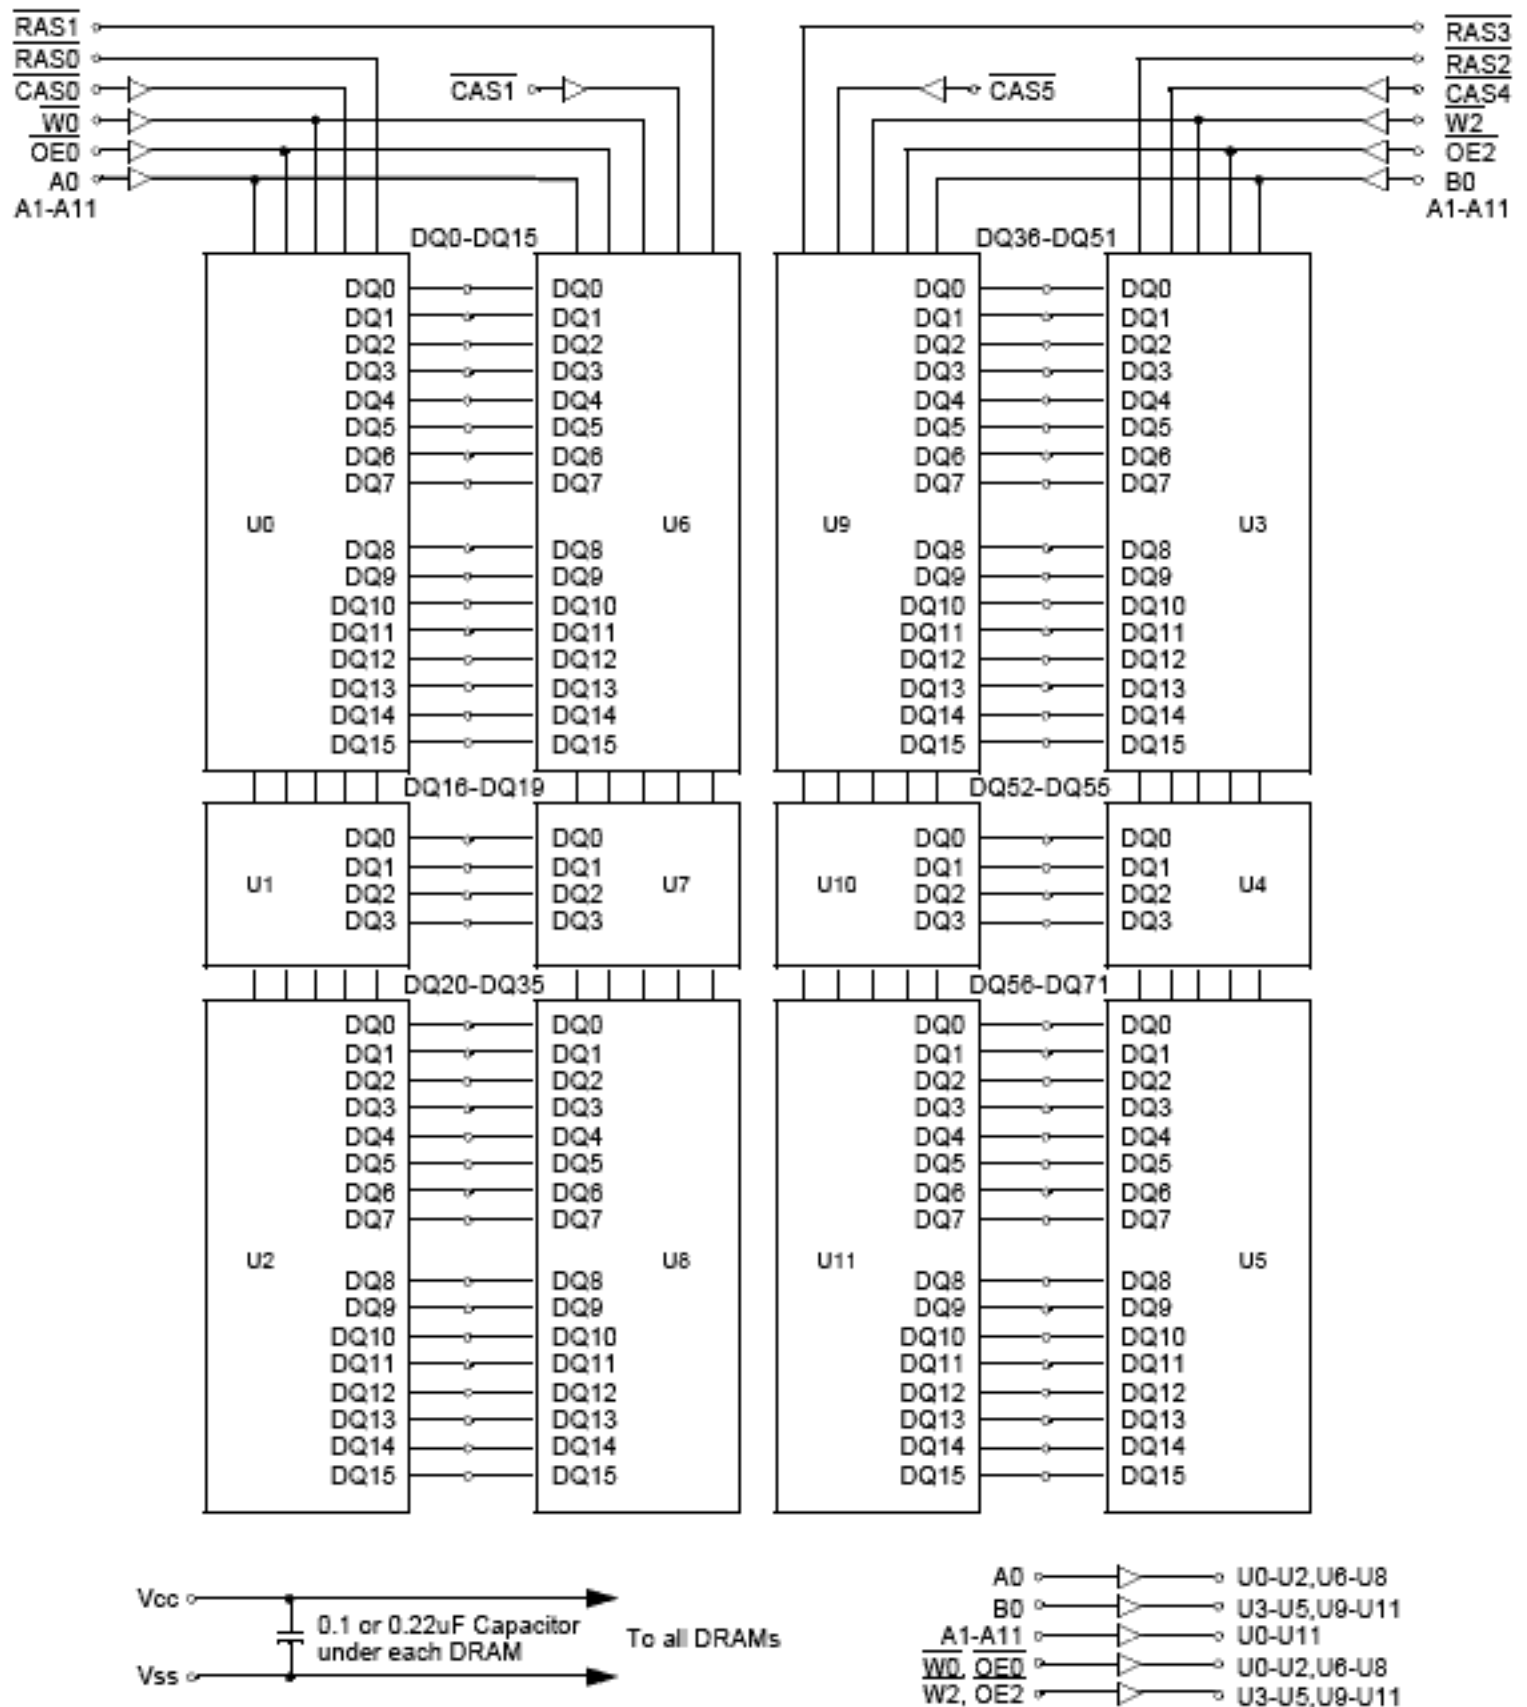 RAS1
RAS0
CAS0
W0
OE0
A0
A1-A11
CAS1
CAS5
RAS3
RAS2
CAS4
W2
OE2
B0
A1-A11
DQ0-DQ15
DQ36-DQ51
DQ0 DQ0 DQ0 DQ0
DQ1 DQ1 DQ1 DQ1
DQ2 DQ2 DQ2 DQ2
DQ3 DQ3 DQ3 DQ3
DQ4 DQ4 DQ4 DQ4
DQ5 DQ5 DQ5 DQ5
DQ6 DQ6 DQ6 DQ6
DQ7 DQ7 DQ7 DQ7
U0 U6 U9 U3
DQ8 DQ8 DQ8 DQ8
DQ9 DQ9 DQ9 DQ9
DQ10 DQ10 DQ10 DQ10
DQ11 DQ11 DQ11 DQ11
DQ12 DQ12 DQ12 DQ12
DQ13 DQ13 DQ13 DQ13
DQ14 DQ14 DQ14 DQ14
DQ15 DQ15 DQ15 DQ15
DQ16-DQ19 DQ52-DQ55
DQ0 DQ0 DQ0 DQ0
DQ1 DQ1 DQ1 DQ1
U1 U7 U10 U4
DQ2 DQ2 DQ2 DQ2
DQ3 DQ3 DQ3 DQ3
DQ20-DQ35 DQ56-DQ71
DQ0 DQ0 DQ0 DQ0
DQ1 DQ1 DQ1 DQ1
DQ2 DQ2 DQ2 DQ2
DQ3 DQ3 DQ3 DQ3
DQ4 DQ4 DQ4 DQ4
DQ5 DQ5 DQ5 DQ5
DQ6 DQ6 DQ6 DQ6
DQ7 DQ7 DQ7 DQ7
U2 U8 U11 U5
DQ8 DQ8 DQ8 DQ8
DQ9 DQ9 DQ9 DQ9
DQ10 DQ10 DQ10 DQ10
DQ11 DQ11 DQ11 DQ11
DQ12 DQ12 DQ12 DQ12
DQ13 DQ13 DQ13 DQ13
DQ14 DQ14 DQ14 DQ14
DQ15 DQ15 DQ15 DQ15
Vcc
0.1 or 0.22uF Capacitor
under each DRAM
To all DRAMs
Vss
A0 U0-U2,U6-U8
B0 U3-U5,U9-U11
A1-A11 U0-U11
W0, OE0 U0-U2,U6-U8
W2, OE2 U3-U5,U9-U11